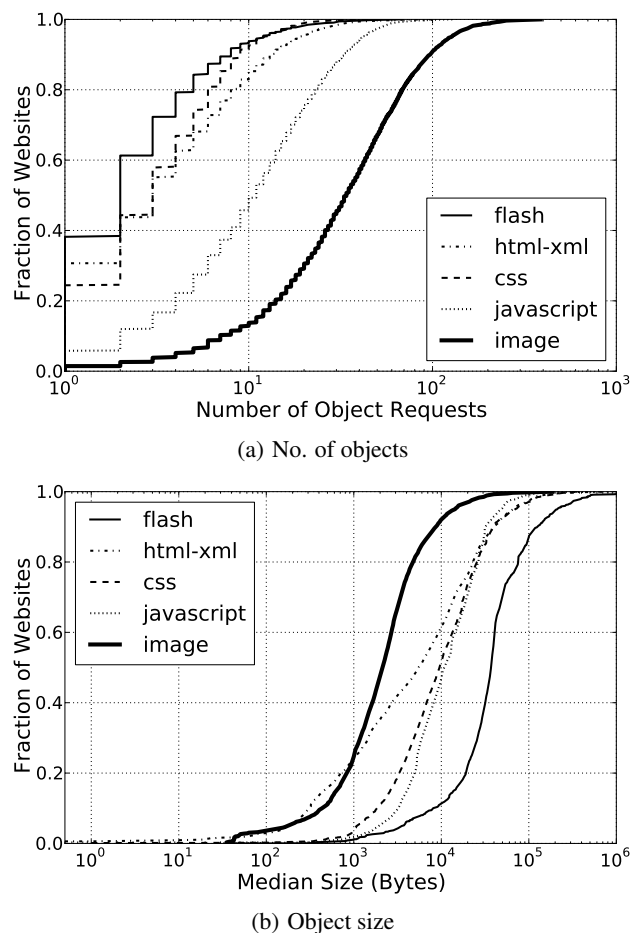 1.0
0.8
0.6
0.4
0.2
0.0
Fraction of Websites
flash
html-xml
css
javascript
image
10^0 10^1 10^2 10^3
Number of Object Requests
(a) No. of objects
1.0
0.8
0.6
0.4
0.2
0.0
Fraction of Websites
flash
html-xml
css
javascript
image
10^0 10^1 10^2 10^3 10^4 10^5 10^6
Median Size (Bytes)
(b) Object size